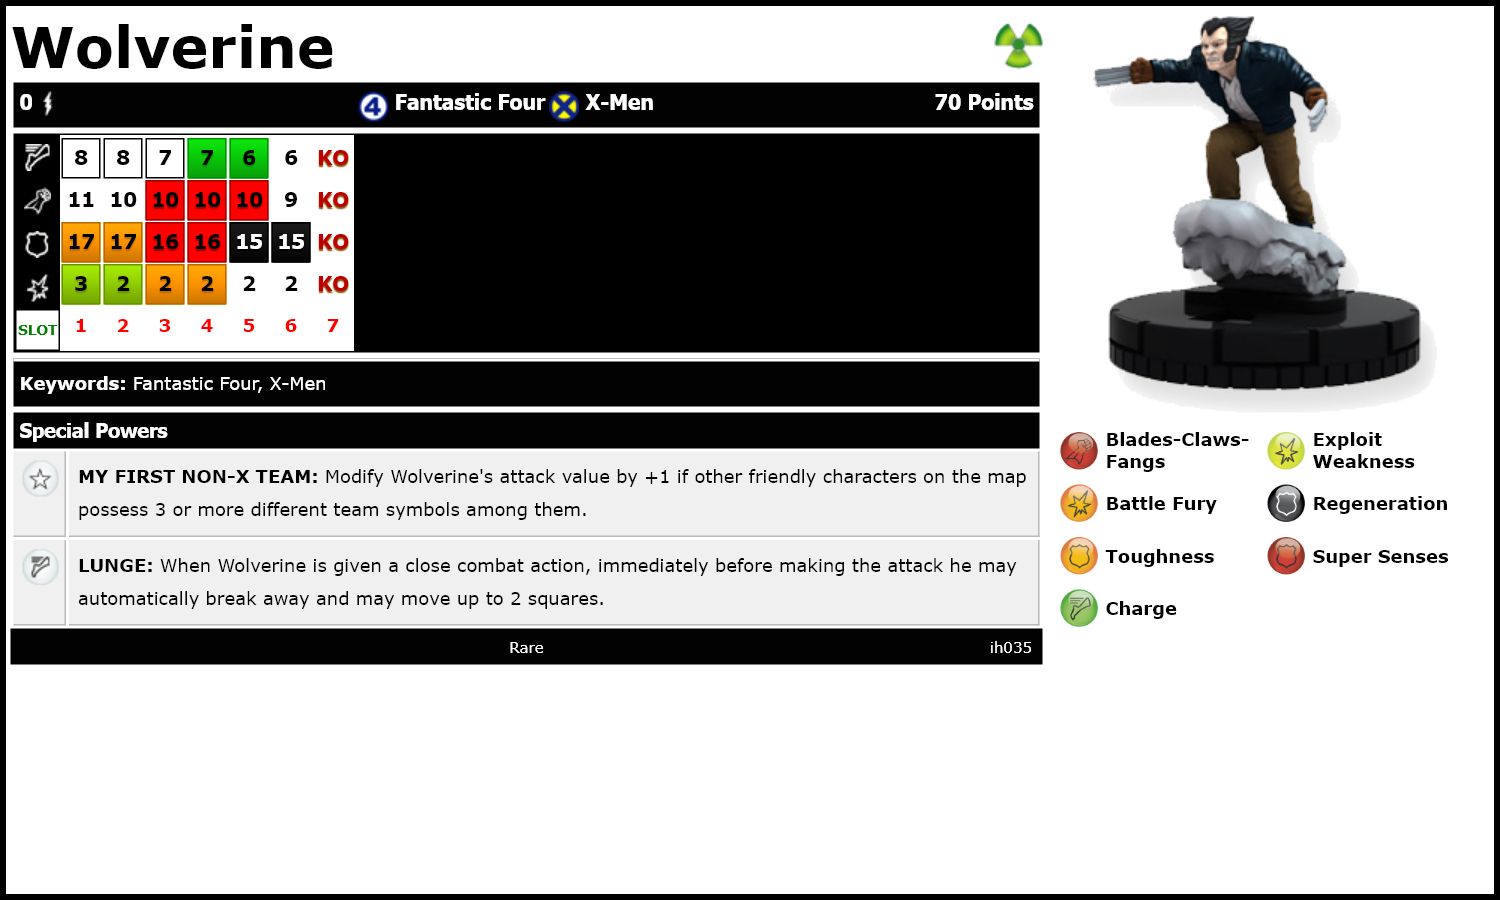 Wolverine
0 4 Fantastic Four X-Men 70 Points
8 8 7 7 6 6 KO
11 10 10 10 10 9 KO
17 17 16 16 15 15 KO
3 2 2 2 2 2 KO
SLOT 1 2 3 4 5 6 7
Keywords: Fantastic Four, X-Men
Special Powers
MY FIRST NON-X TEAM: Modify Wolverine's attack value by +1 if other friendly characters on the map
possess 3 or more different team symbols among them.
LUNGE: When Wolverine is given a close combat action, immediately before making the attack he may
automatically break away and may move up to 2 squares.
Rare ih035
Blades-Claws-
Fangs
Exploit
Weakness
Battle Fury
Regeneration
Toughness
Super Senses
Charge